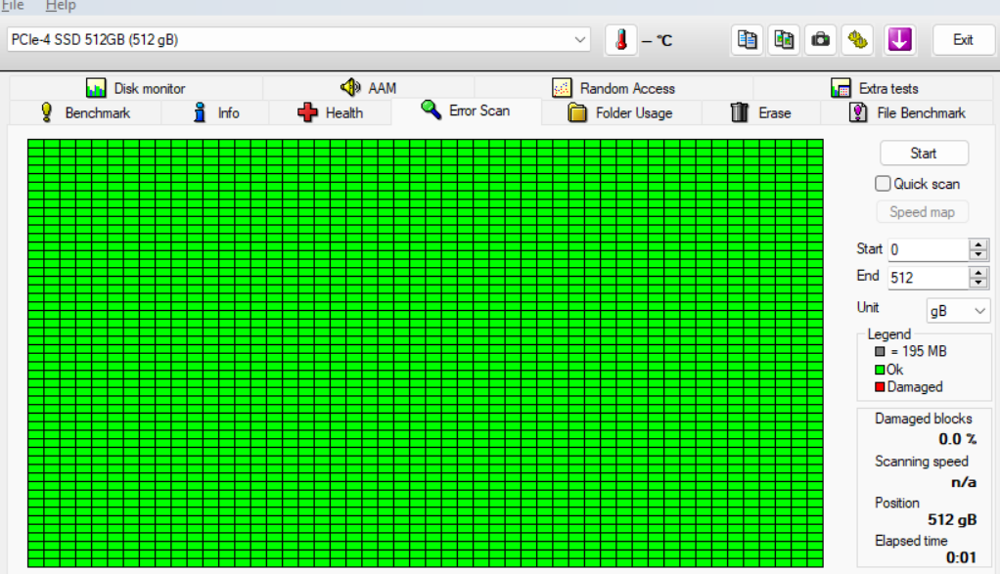 File Help
PCIe-4 SSD 512GB (512 gB)
– °C
Exit
Disk monitor AAM Random Access Extra tests
Benchmark Info Health Error Scan Folder Usage Erase File Benchmark
Start
Quick scan
Speed map
Start 0
End 512
Unit gB
Legend
= 195 MB
Ok
Damaged
Damaged blocks
0.0 %
Scanning speed
n/a
Position
512 gB
Elapsed time
0:01